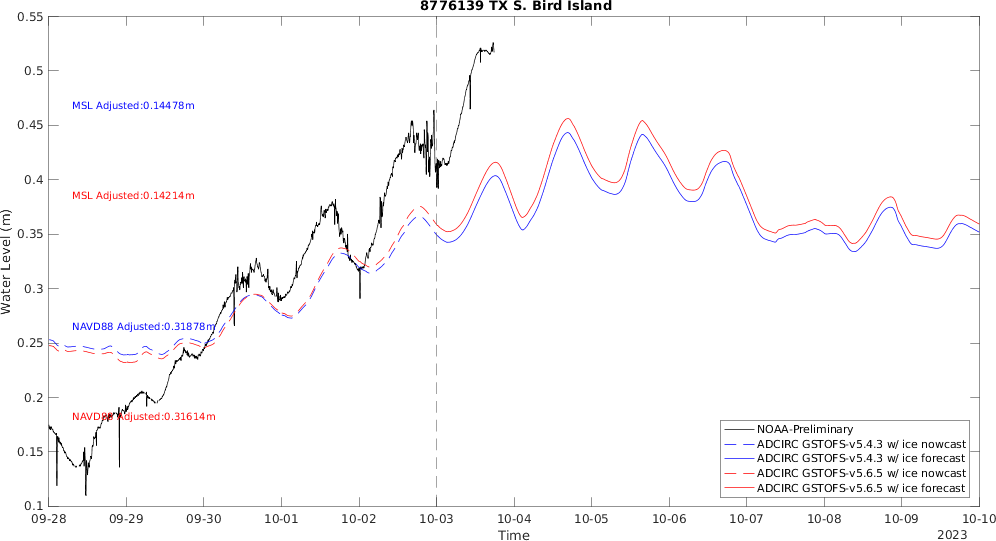 8776139 TX S. Bird Island
0.55
0.5
0.45
0.4
0.35
0.3
0.25
0.2
0.15
0.1
Water Level (m)
MSL Adjusted:0.14478m
MSL Adjusted:0.14214m
NAVD88 Adjusted:0.31878m
NAVD88 Adjusted:0.31614m
NOAA-Preliminary
ADCIRC GSTOFS-v5.4.3 w/ ice nowcast
ADCIRC GSTOFS-v5.4.3 w/ ice forecast
ADCIRC GSTOFS-v5.6.5 w/ ice nowcast
ADCIRC GSTOFS-v5.6.5 w/ ice forecast
09-28 09-29 09-30 10-01 10-02 10-03 10-04 10-05 10-06 10-07 10-08 10-09 10-10
Time
2023